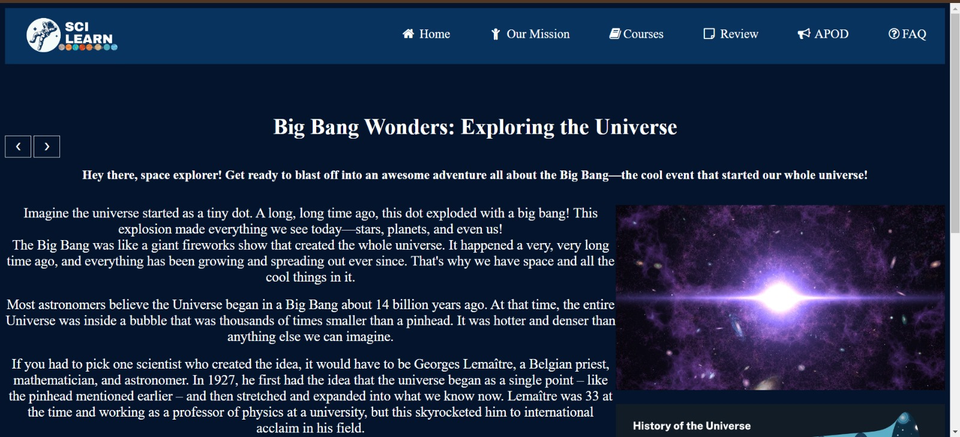 SCI
LEARN
Home
Our Mission
Courses
Review
APOD
FAQ
Big Bang Wonders: Exploring the Universe
Hey there, space explorer! Get ready to blast off into an awesome adventure all about the Big Bang—the cool event that started our whole universe!
Imagine the universe started as a tiny dot. A long, long time ago, this dot exploded with a big bang! This
explosion made everything we see today—stars, planets, and even us!
The Big Bang was like a giant fireworks show that created the whole universe. It happened a very, very long
time ago, and everything has been growing and spreading out ever since. That's why we have space and all the
cool things in it.
Most astronomers believe the Universe began in a Big Bang about 14 billion years ago. At that time, the entire
Universe was inside a bubble that was thousands of times smaller than a pinhead. It was hotter and denser than
anything else we can imagine.
If you had to pick one scientist who created the idea, it would have to be Georges Lemaître, a Belgian priest,
mathematician, and astronomer. In 1927, he first had the idea that the universe began as a single point – like
the pinhead mentioned earlier – and then stretched and expanded into what we know now. Lemaître was 33 at
the time and working as a professor of physics at a university, but this skyrocketed him to international
acclaim in his field.
History of the Universe